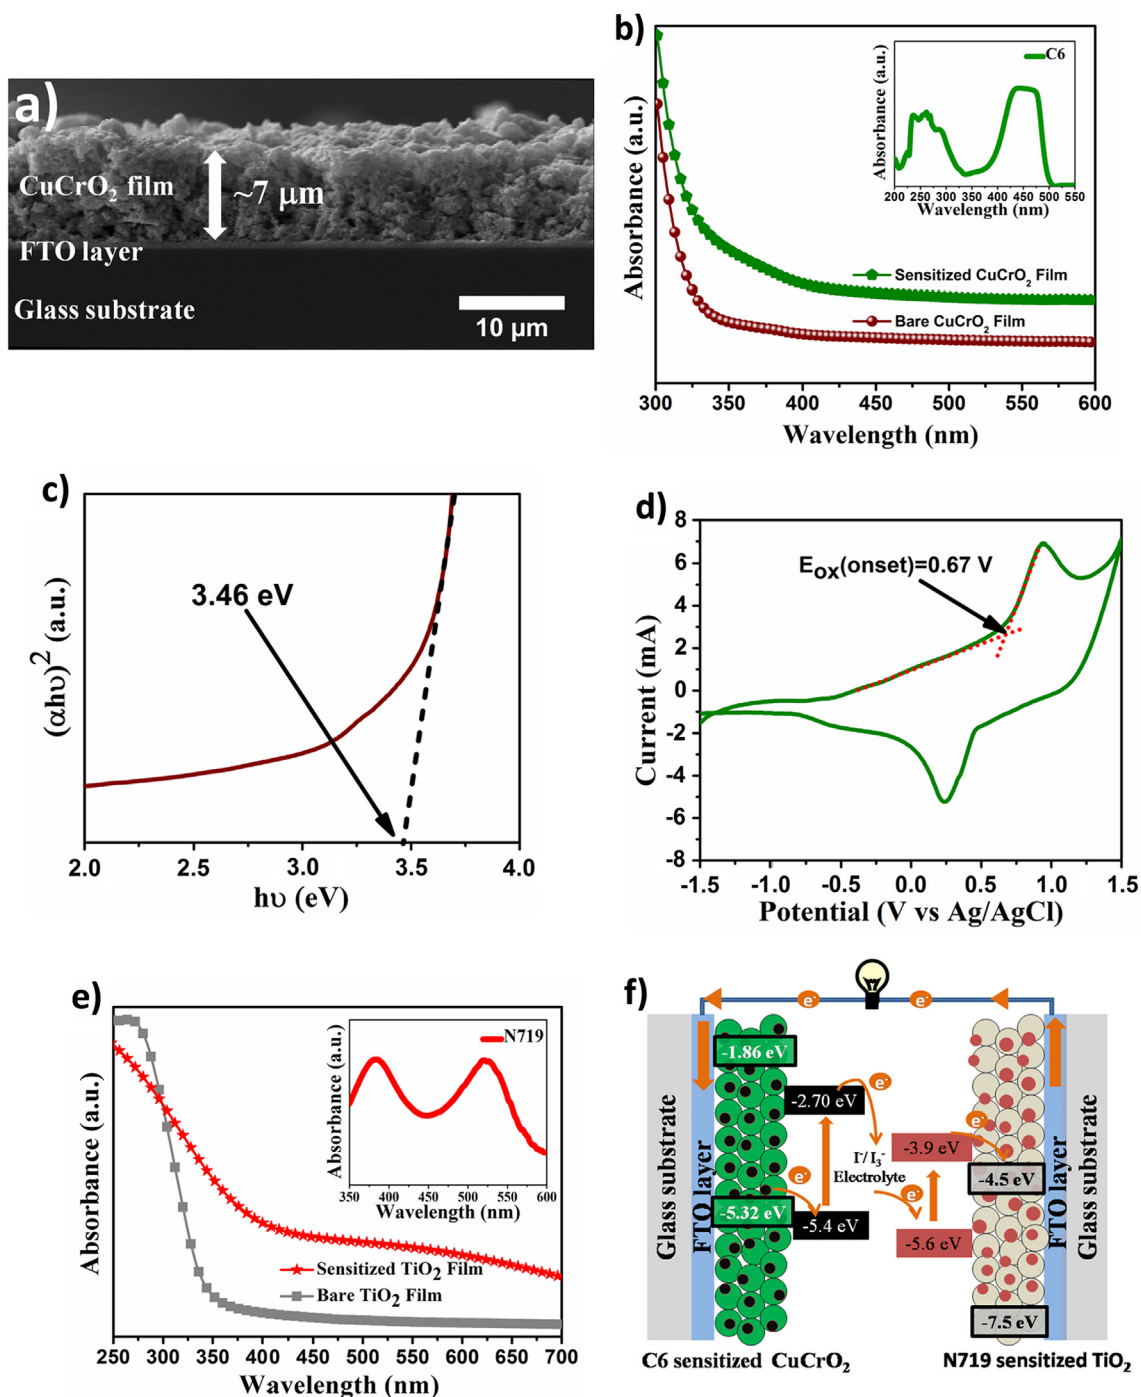 a)
CuCrO₂ film
~7 μm
FTO layer
Glass substrate
10 μm
b)
Absorbance (a.u.)
Sensitized CuCrO₂ Film
Bare CuCrO₂ Film
300 350 400 450 500 550 600
Wavelength (nm)
Absorbance (a.u.)
C6
200 250 300 350 400 450 500 550
Wavelength (nm)
c)
(αhυ)² (a.u.)
3.46 eV
2.0 2.5 3.0 3.5 4.0
hυ (eV)
d)
Current (mA)
8
6
4
2
0
-2
-4
-6
-8
E_OX(onset)=0.67 V
-1.5 -1.0 -0.5 0.0 0.5 1.0 1.5
Potential (V vs Ag/AgCl)
e)
Absorbance (a.u.)
Absorbance (a.u.)
N719
350 400 450 500 550 600
Wavelength (nm)
Sensitized TiO₂ Film
Bare TiO₂ Film
250 300 350 400 450 500 550 600 650 700
Wavelength (nm)
f)
e⁻ e⁻
Glass substrate
FTO layer
-1.86 eV
-5.32 eV
e⁻
-2.70 eV
-5.4 eV
e⁻
I⁻/ I₃⁻
Electrolyte
e⁻
-3.9 eV
-5.6 eV
e⁻
-4.5 eV
-7.5 eV
FTO layer
Glass substrate
C6 sensitized CuCrO₂
N719 sensitized TiO₂